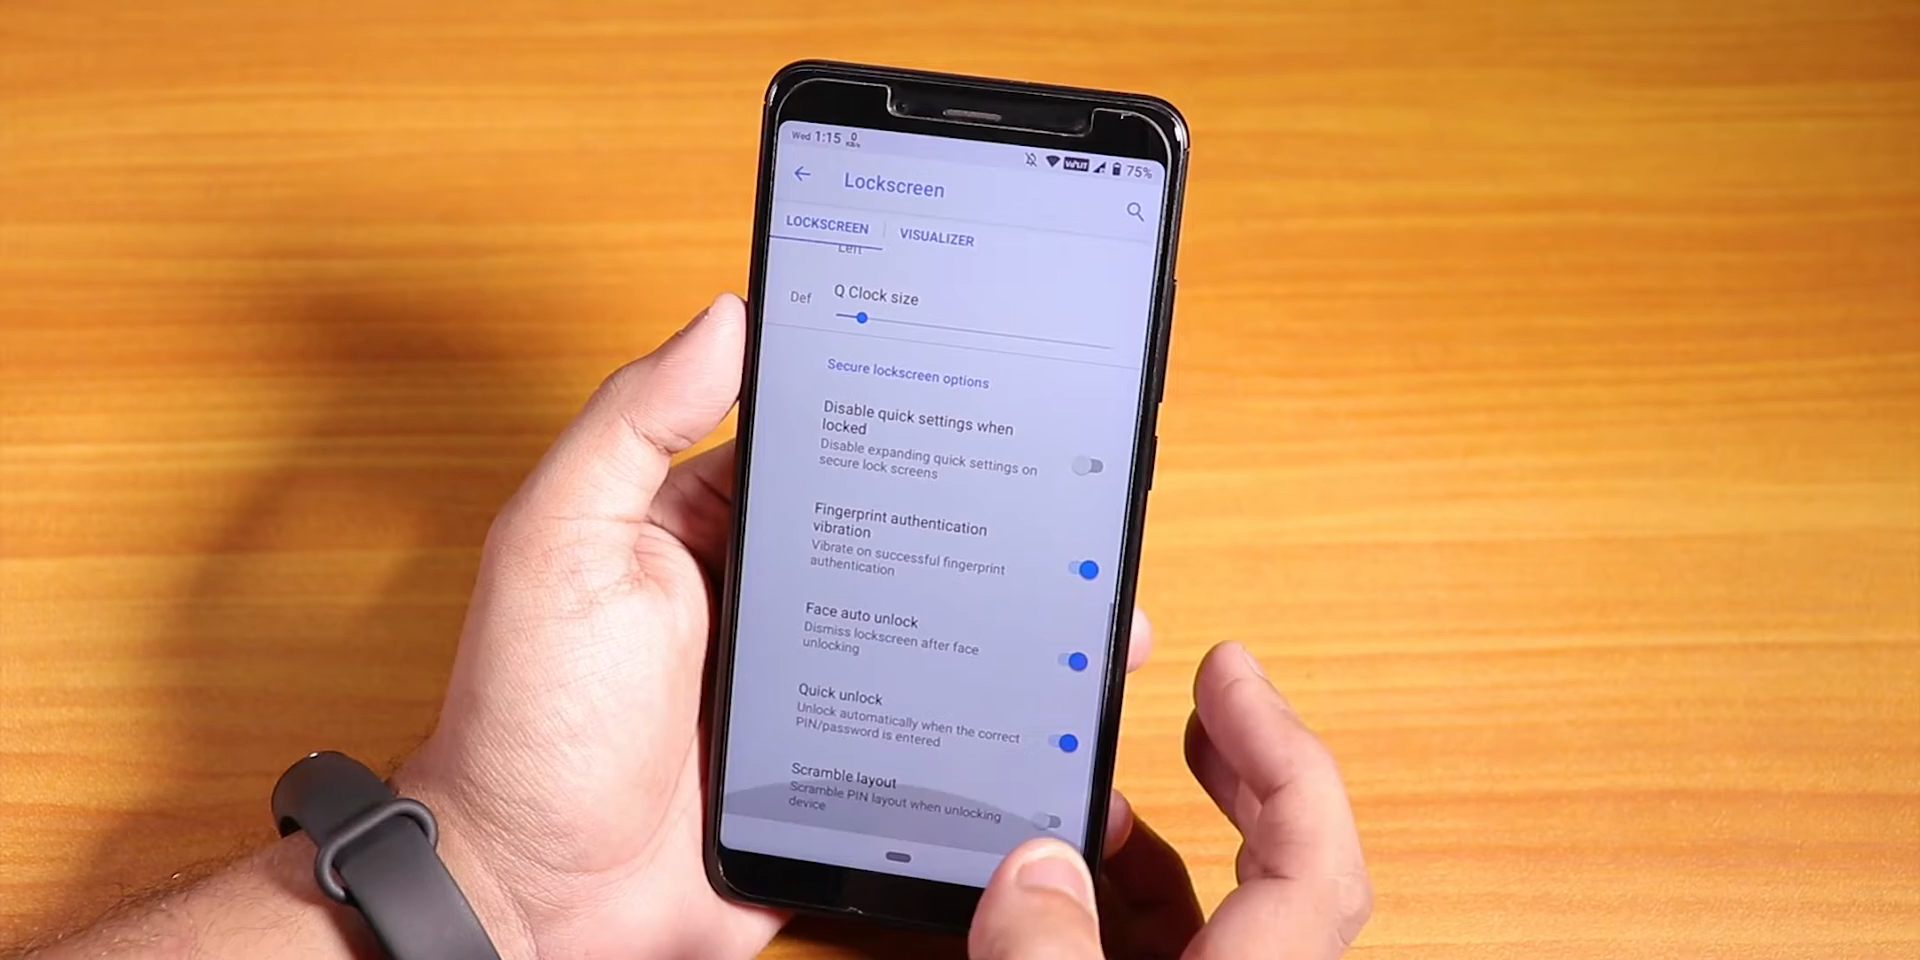 Wed 1:15 0 KB/s
75%
Lockscreen
LOCKSCREEN VISUALIZER
Left
Def Q Clock size
Secure lockscreen options
Disable quick settings when
locked
Disable expanding quick settings on
secure lock screens
Fingerprint authentication
vibration
Vibrate on successful fingerprint
authentication
Face auto unlock
Dismiss lockscreen after face
unlocking
Quick unlock
Unlock automatically when the correct
PIN/password is entered
Scramble layout
Scramble PIN layout when unlocking
device